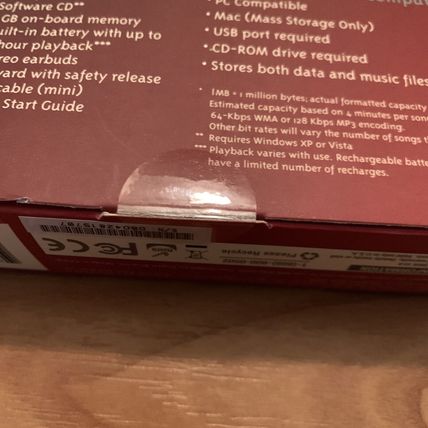 Software CD**
GB on-board memory
uilt-in battery with up to
hour playback***
reo earbuds
yard with safety release
cable (mini)
Start Guide
• PC compatible
• Mac (Mass Storage Only)
• USB port required
• CD-ROM drive required
• Stores both data and music files
* 1MB = 1 million bytes; actual formatted capacity
Estimated capacity based on 4 minutes per son
64-Kbps WMA or 128 Kbps MP3 encoding.
Other bit rates will vary the number of songs t
** Requires Windows XP or Vista
*** Playback varies with use. Rechargeable batte
have a limited number of recharges.
CE FC
Please Recycle